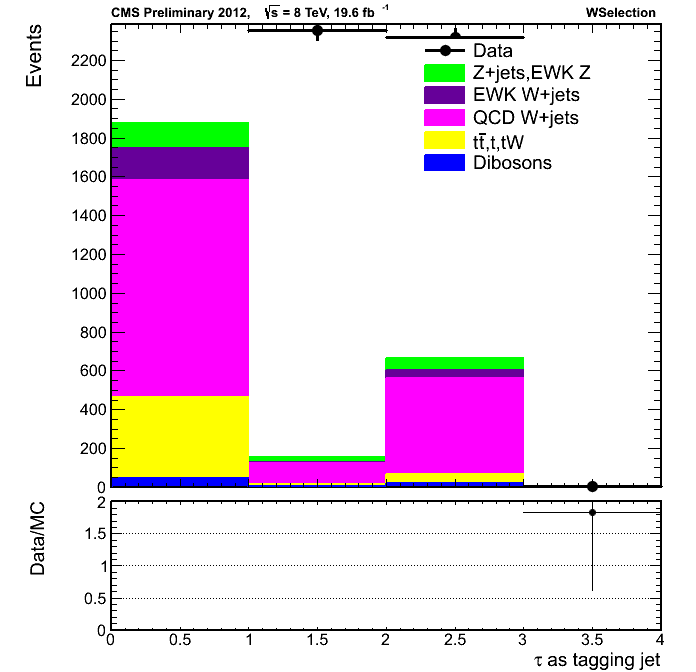 CMS Preliminary 2012, √s = 8 TeV, 19.6 fb⁻¹ WSelection
Events
2200
2000
1800
1600
1400
1200
1000
800
600
400
200
0
Data
Z+jets,EWK Z
EWK W+jets
QCD W+jets
tt̄,t,tW
Dibosons
Data/MC
2
1.5
1
0.5
0
0 0.5 1 1.5 2 2.5 3 3.5 4
τ as tagging jet